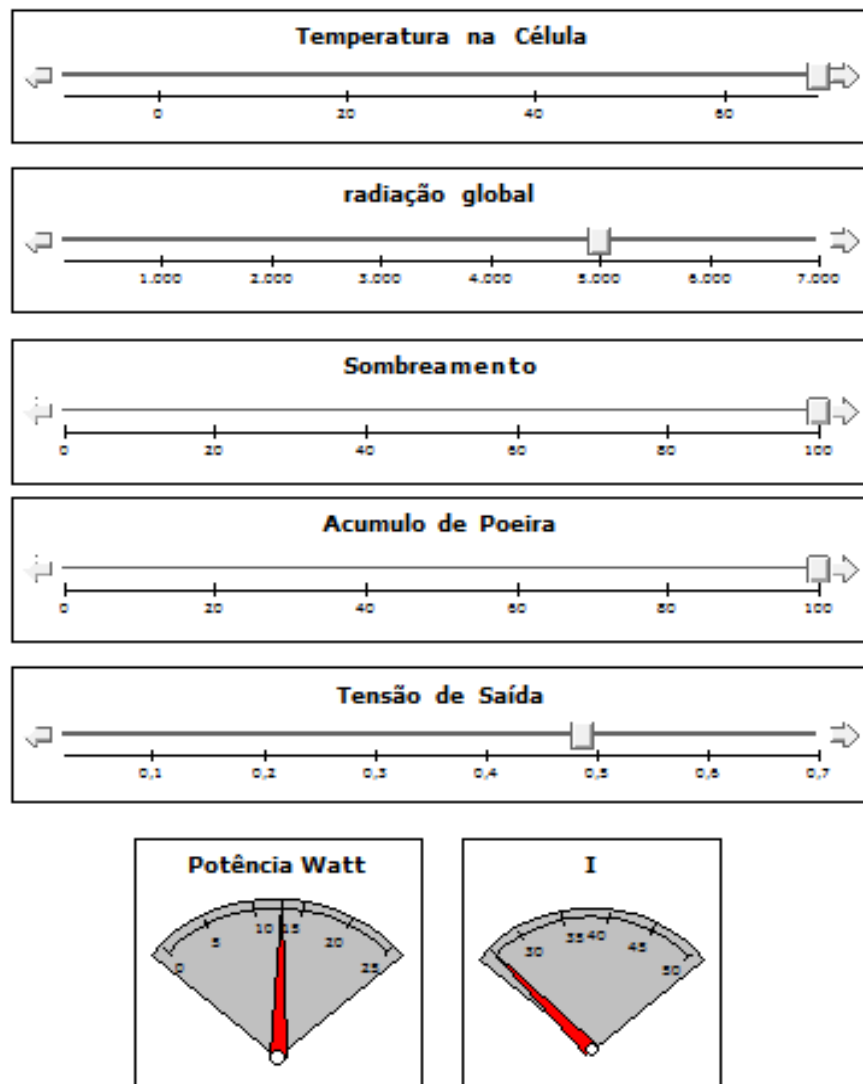 Temperatura na Célula
0 20 40 60
radiação global
1.000 2.000 3.000 4.000 5.000 6.000 7.000
Sombreamento
0 20 40 60 80 100
Acumulo de Poeira
0 20 40 60 80 100
Tensão de Saída
0,1 0,2 0,3 0,4 0,5 0,6 0,7
Potência Watt
0 5 10 15 20 25
I
30 35 40 45 50